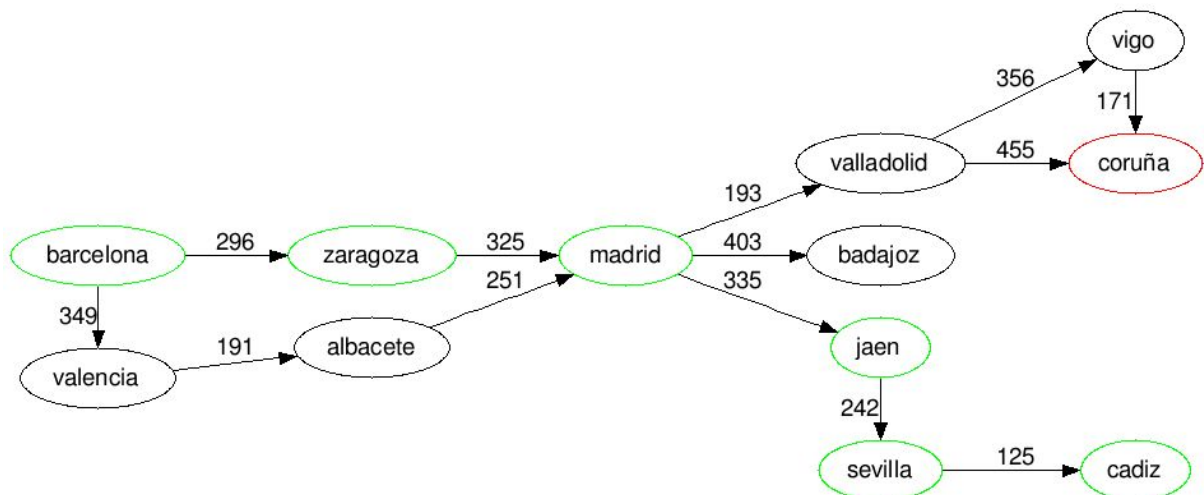 vigo
356
171
valladolid
455
coruña
193
barcelona
296
zaragoza
325
madrid
403
badajoz
251
335
349
191
albacete
jaen
valencia
242
sevilla
125
cadiz